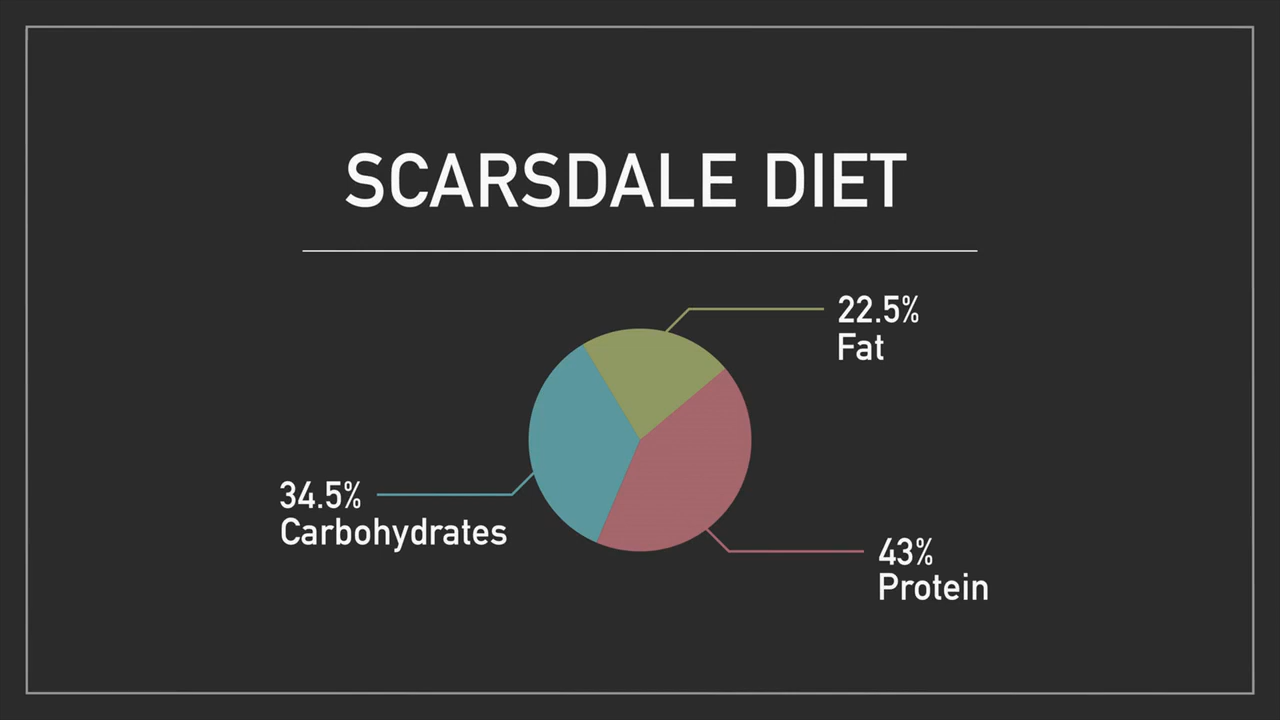 SCARSDALE DIET
22.5%
Fat
34.5%
Carbohydrates
43%
Protein